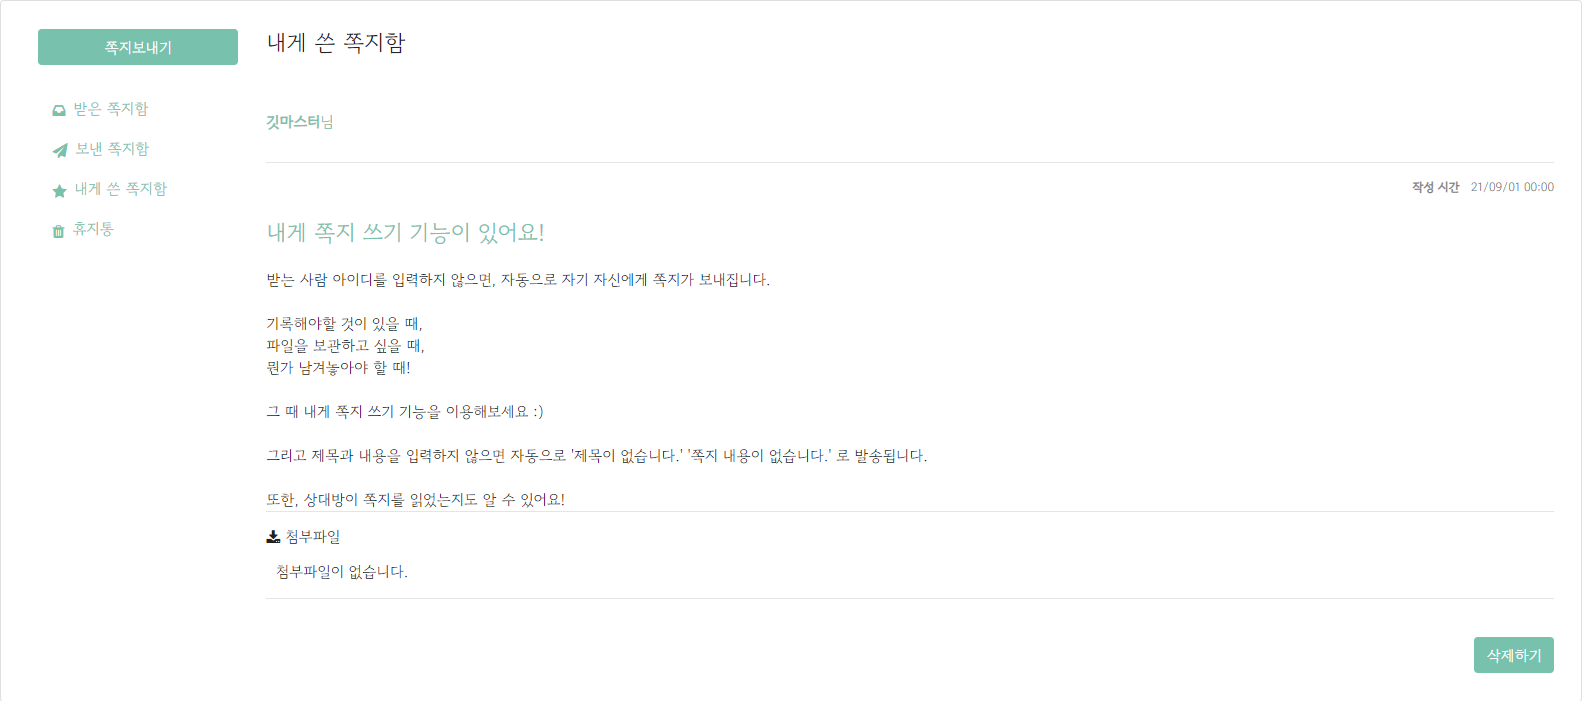 쪽지보내기
받은 쪽지함
보낸 쪽지함
내게 쓴 쪽지함
휴지통
내게 쓴 쪽지함
깃마스터님
작성 시간 21/09/01 00:00
내게 쪽지 쓰기 기능이 있어요!
받는 사람 아이디를 입력하지 않으면, 자동으로 자기 자신에게 쪽지가 보내집니다.
기록해야할 것이 있을 때,
파일을 보관하고 싶을 때,
뭔가 남겨놓아야 할 때!
그 때 내게 쪽지 쓰기 기능을 이용해보세요 :)
그리고 제목과 내용을 입력하지 않으면 자동으로 '제목이 없습니다.' '쪽지 내용이 없습니다.' 로 발송됩니다.
또한, 상대방이 쪽지를 읽었는지도 알 수 있어요!
첨부파일
첨부파일이 없습니다.
삭제하기